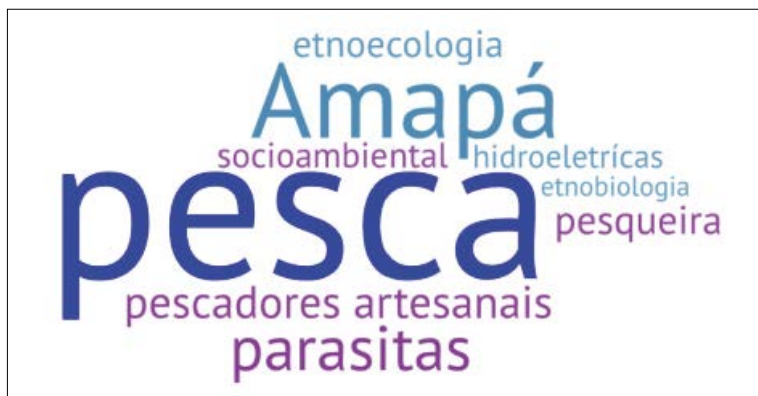 etnoecologia
Amapá
socioambiental hidroeletrícas
pesca
etnobiologia
pesqueira
pescadores artesanais
parasitas